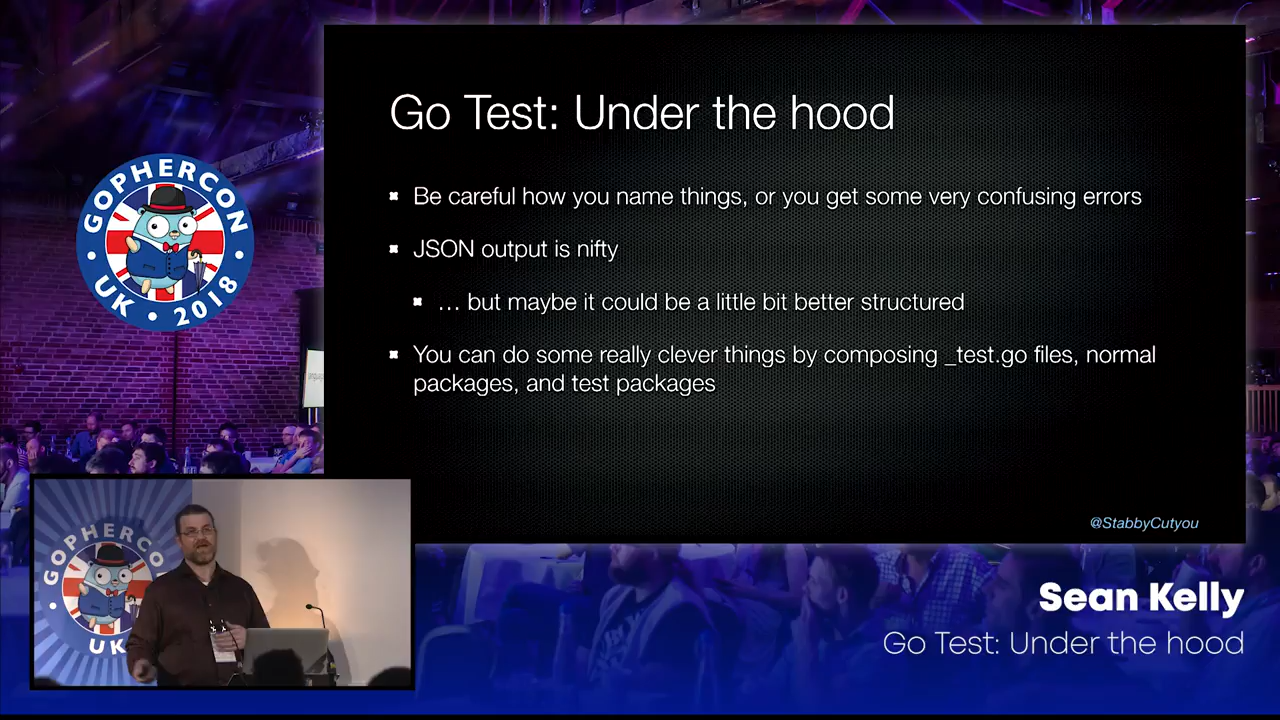 Go Test: Under the hood
Be careful how you name things, or you get some very confusing errors
JSON output is nifty
… but maybe it could be a little bit better structured
You can do some really clever things by composing _test.go files, normal
packages, and test packages
@StabbyCutyou
GOPHERCON
UK • 2018
GOPHERCON
UK
Sean Kelly
Go Test: Under the hood